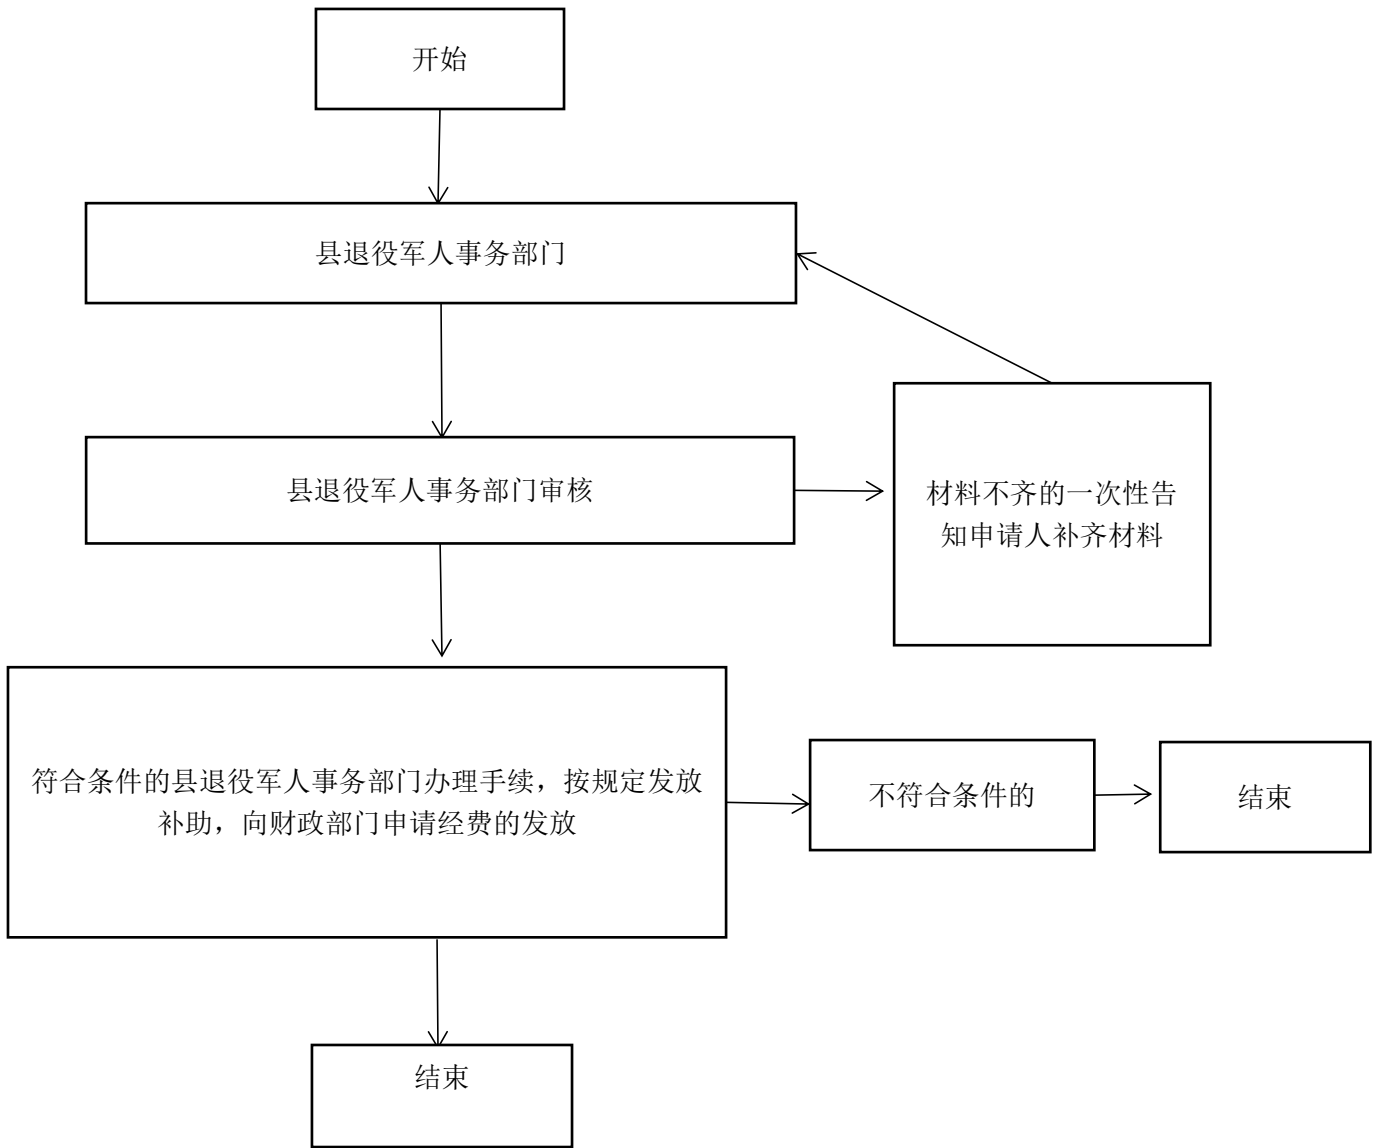 开始
县退役军人事务部门
县退役军人事务部门审核
材料不齐的一次性告
知申请人补齐材料
符合条件的县退役军人事务部门办理手续，按规定发放
补助，向财政部门申请经费的发放
不符合条件的
结束
结束